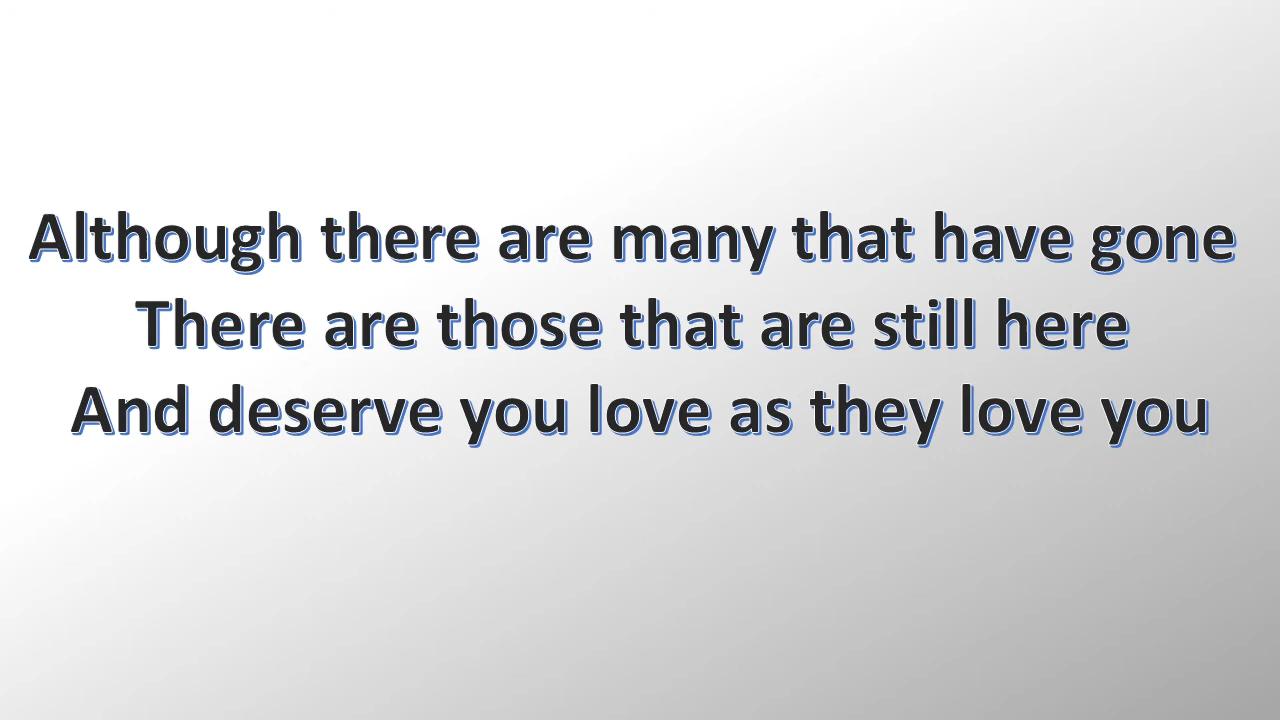 Although there are many that have gone
There are those that are still here
And deserve you love as they love you